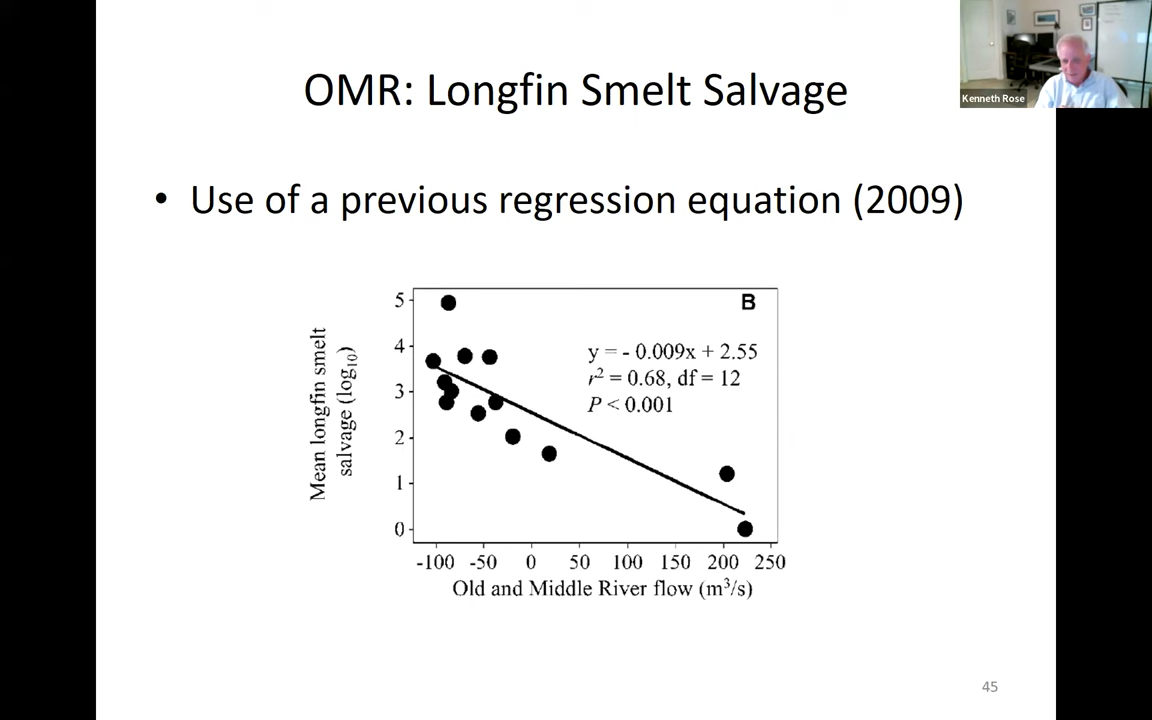 OMR: Longfin Smelt Salvage
Kenneth Rose
• Use of a previous regression equation (2009)
B
y = - 0.009x + 2.55
r² = 0.68, df = 12
P < 0.001
Mean longfin smelt
salvage (log₁₀)
5
4
3
2
1
0
-100 -50 0 50 100 150 200 250
Old and Middle River flow (m³/s)
45